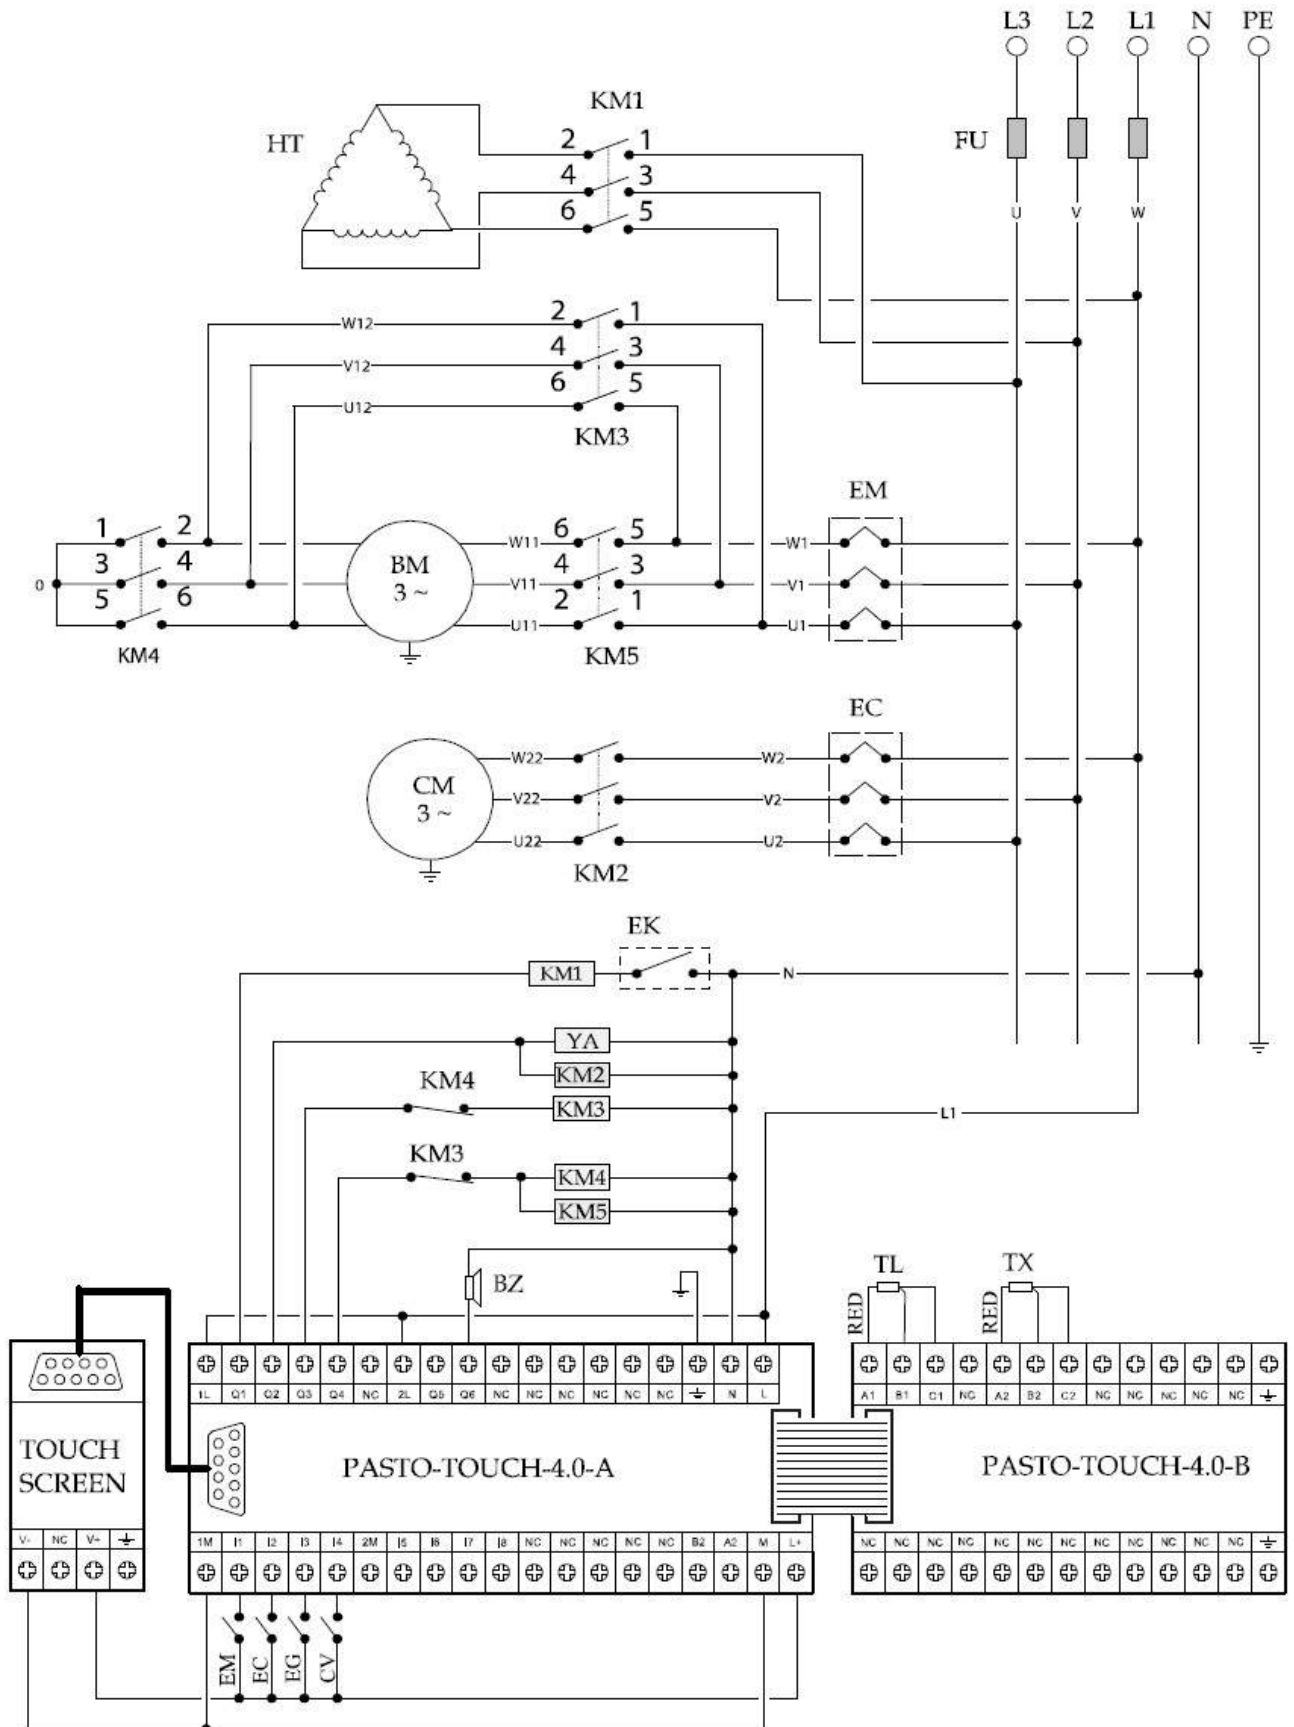 L3 L2 L1 N PE
KM1
HT
2 1
4 3
6 5
FU
U V W
W12 2 1
V12 4 3
U12 6 5
KM3
EM
1 2
3 4
5 6
0
KM4
BM
3 ~
W11 6 5 W1
V11 4 3 V1
U11 2 1 U1
KM5
EC
CM
3 ~
W22 W2
V22 V2
U22 U2
KM2
EK
KM1 N
YA
KM2
KM4 KM3
L1
KM3 KM4
KM5
BZ
TL TX
RED RED
1L Q1 Q2 Q3 Q4 NC 2L Q5 Q6 NC NC NC NC NC NC N L
A1 B1 C1 NC A2 B2 C2 NC NC NC NC NC
TOUCH
SCREEN
PASTO-TOUCH-4.0-A
PASTO-TOUCH-4.0-B
V- NC V+
1M I1 I2 I3 I4 2M I5 I6 I7 I8 NC NC NC NC NC B2 A2 M L+
NC NC NC NC NC NC NC NC NC NC NC NC
EM EC EG CV